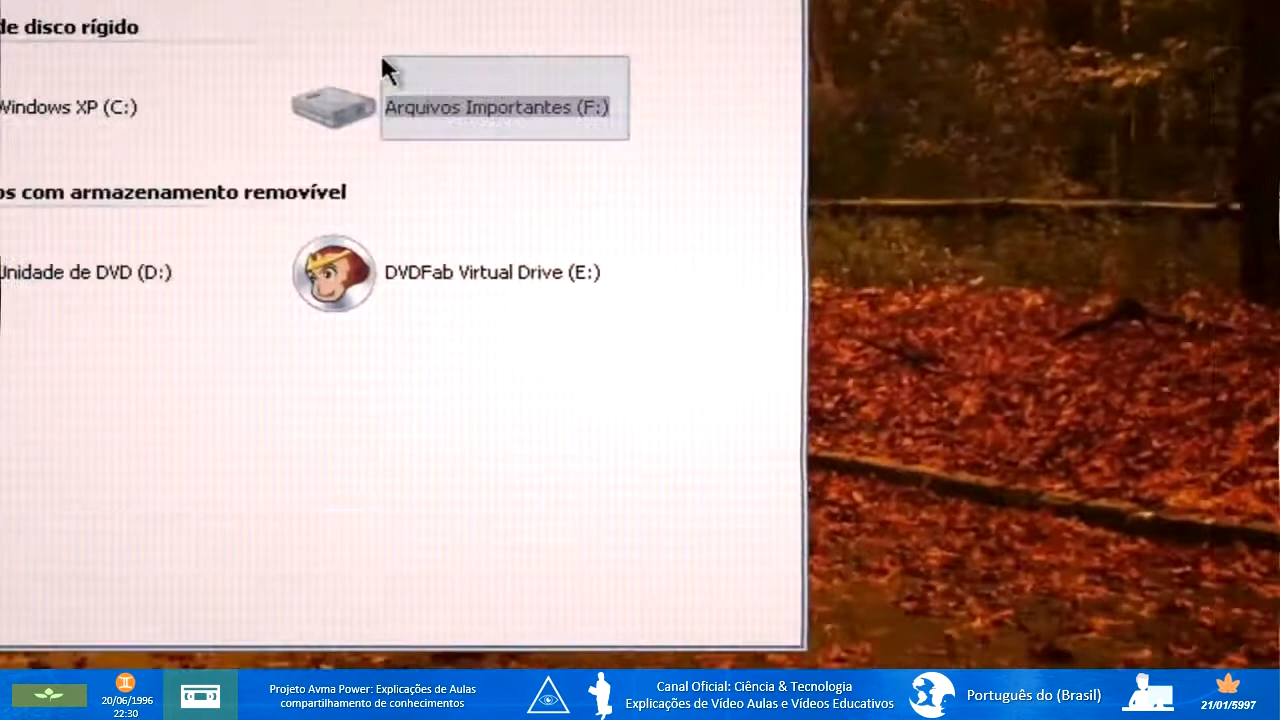 de disco rígido
Windows XP (C:)
Arquivos Importantes (F:)
os com armazenamento removível
Unidade de DVD (D:)
DVDFab Virtual Drive (E:)
20/06/1996
22:30
Projeto Avma Power: Explicações de Aulas
compartilhamento de conhecimentos
Canal Oficial: Ciência & Tecnologia
Explicações de Vídeo Aulas e Vídeos Educativos
Português do (Brasil)
21/01/5997